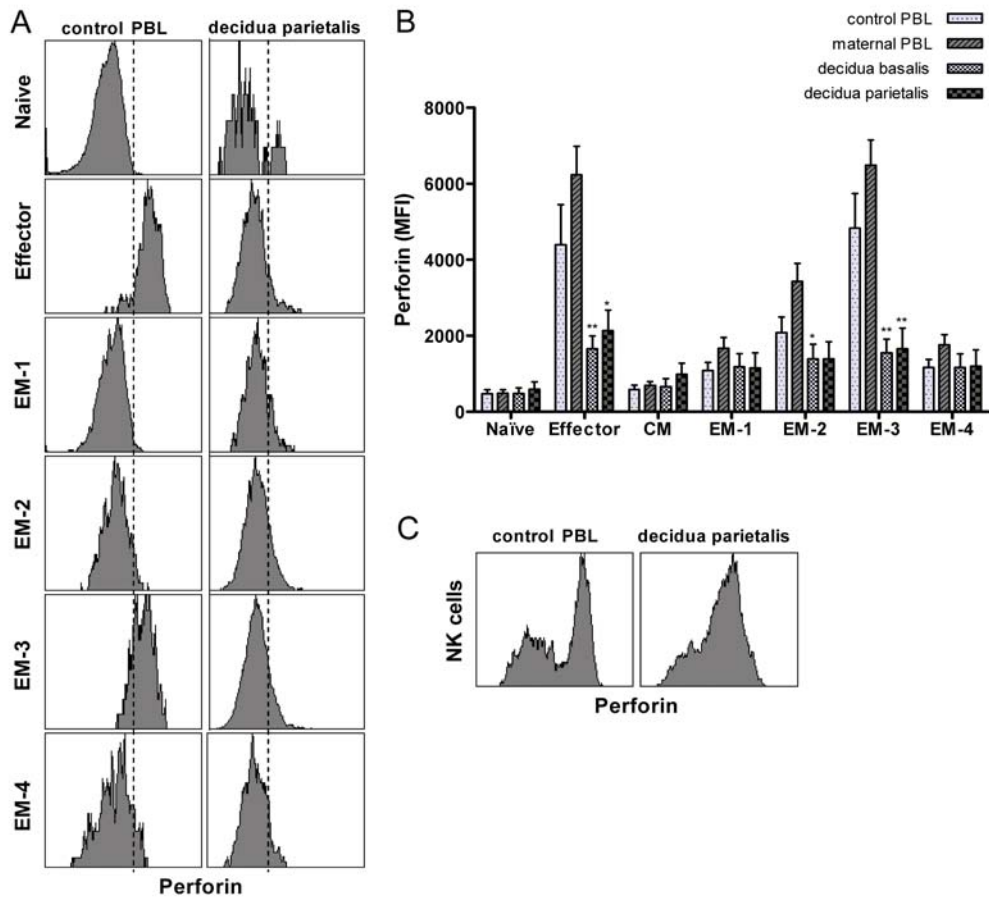 A
control PBL
decidua parietalis
Naive
Effector
EM-1
EM-2
EM-3
EM-4
Perforin
B
control PBL
maternal PBL
decidua basalis
decidua parietalis
Perforin (MFI)
8000
6000
4000
2000
0
**
*
*
**
**
Naïve Effector CM EM-1 EM-2 EM-3 EM-4
C
control PBL
decidua parietalis
NK cells
Perforin